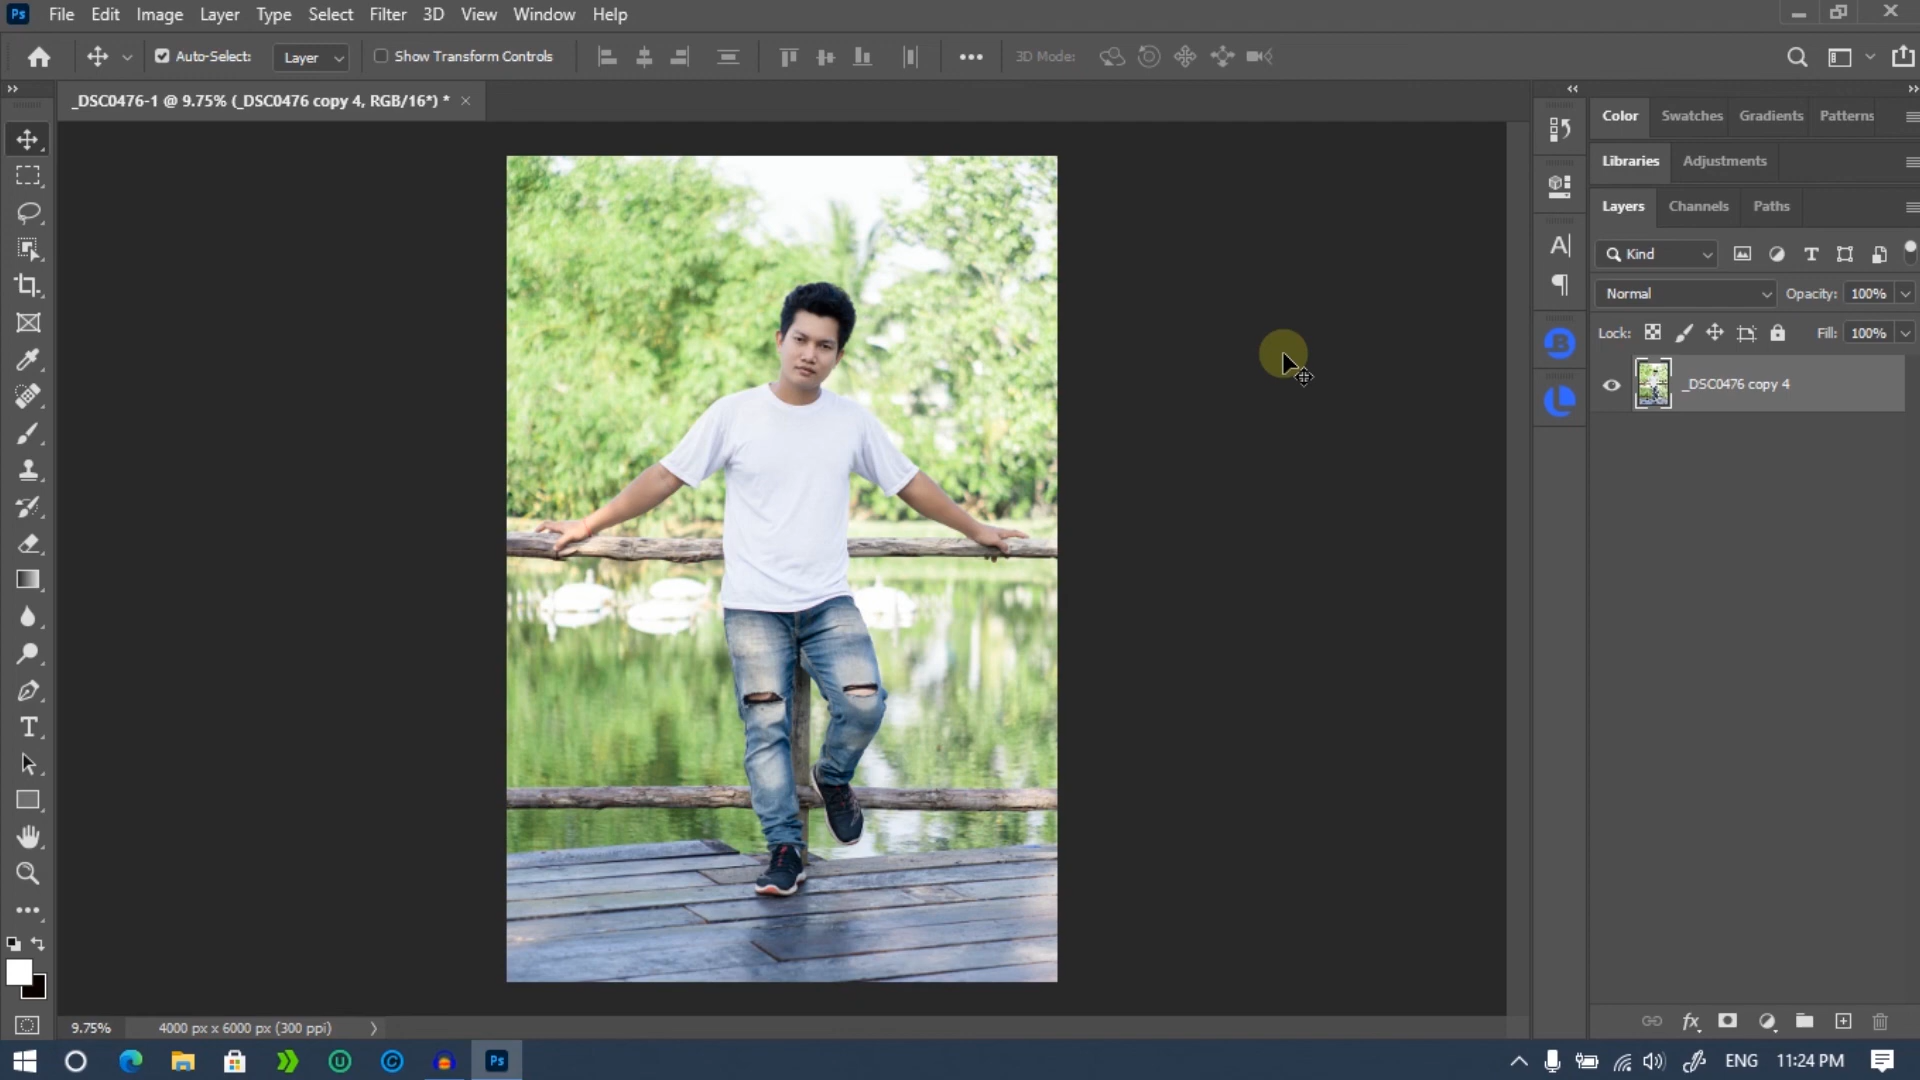 Ps File Edit Image Layer Type Select Filter 3D View Window Help
Auto-Select: Layer Show Transform Controls 3D Mode:
_DSC0476-1 @ 9.75% (_DSC0476 copy 4, RGB/16*) *
Color Swatches Gradients Patterns
Libraries Adjustments
Layers Channels Paths
Kind
Normal Opacity: 100%
Lock: Fill: 100%
_DSC0476 copy 4
9.75% 4000 px x 6000 px (300 ppi)
Ps ENG 11:24 PM